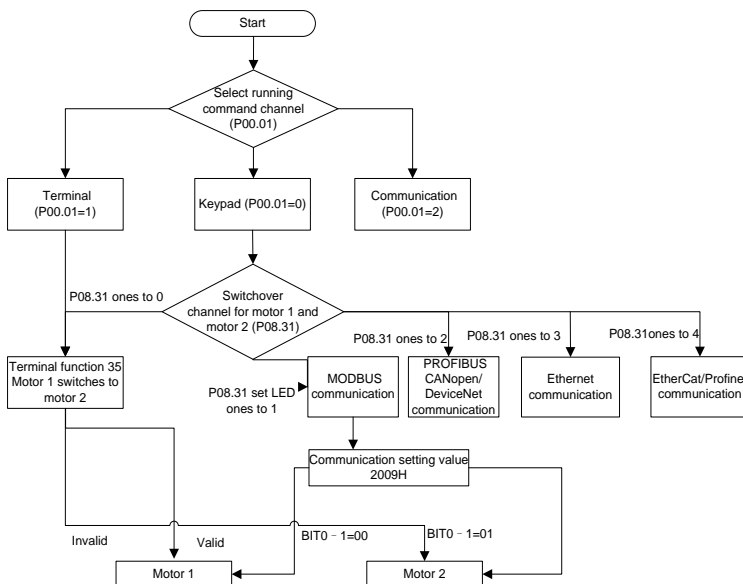 Start
Select running
command channel
(P00.01)
Terminal
(P00.01=1)
Keypad (P00.01=0)
Communication
(P00.01=2)
P08.31 ones to 0
Switchover
channel for motor 1 and
motor 2 (P08.31)
P08.31 ones to 2
P08.31 ones to 3
P08.31ones to 4
Terminal function 35
Motor 1 switches to
motor 2
P08.31 set LED
ones to 1
MODBUS
communication
PROFIBUS
CANopen/
DeviceNet
communication
Ethernet
communication
EtherCat/Profinet
communication
Communication setting value
2009H
Invalid
Valid
BIT0–1=00
BIT0–1=01
Motor 1
Motor 2